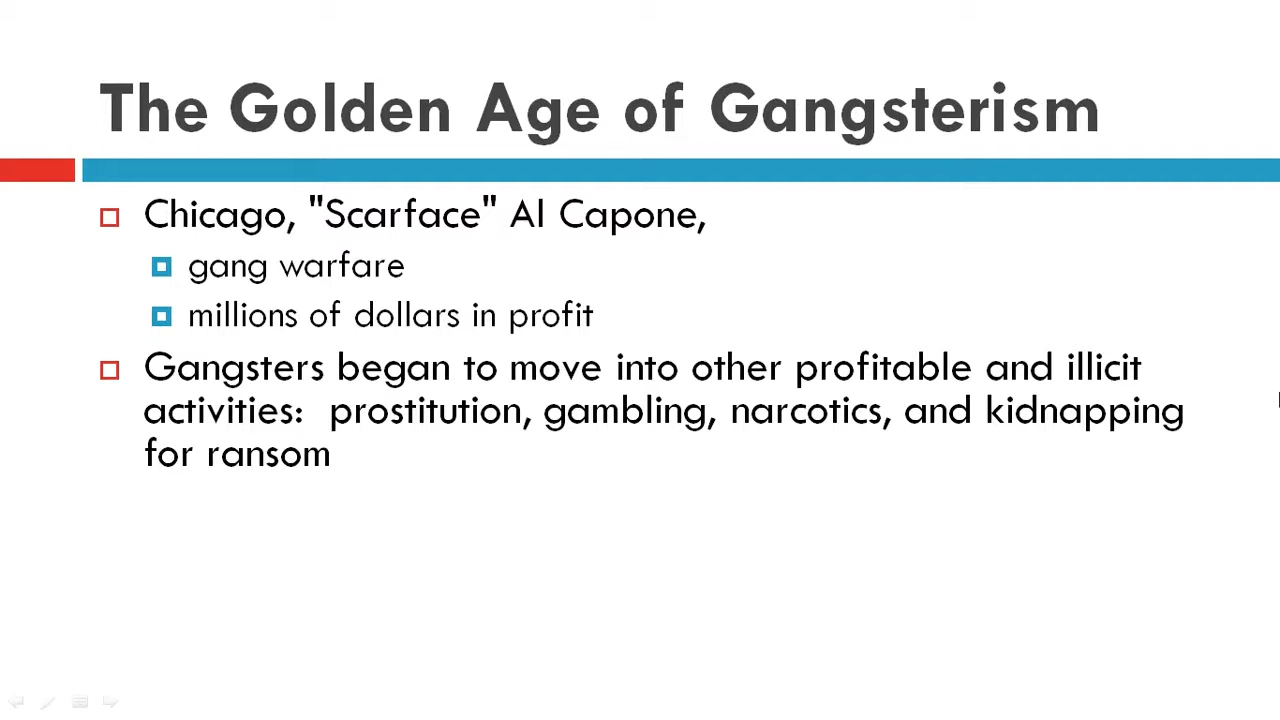 The Golden Age of Gangsterism
Chicago, "Scarface" Al Capone,
gang warfare
millions of dollars in profit
Gangsters began to move into other profitable and illicit
activities:  prostitution, gambling, narcotics, and kidnapping
for ransom